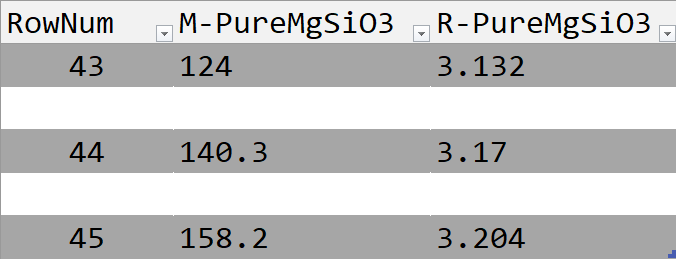 RowNum M-PureMgSiO3 R-PureMgSiO3
43 124 3.132
44 140.3 3.17
45 158.2 3.204